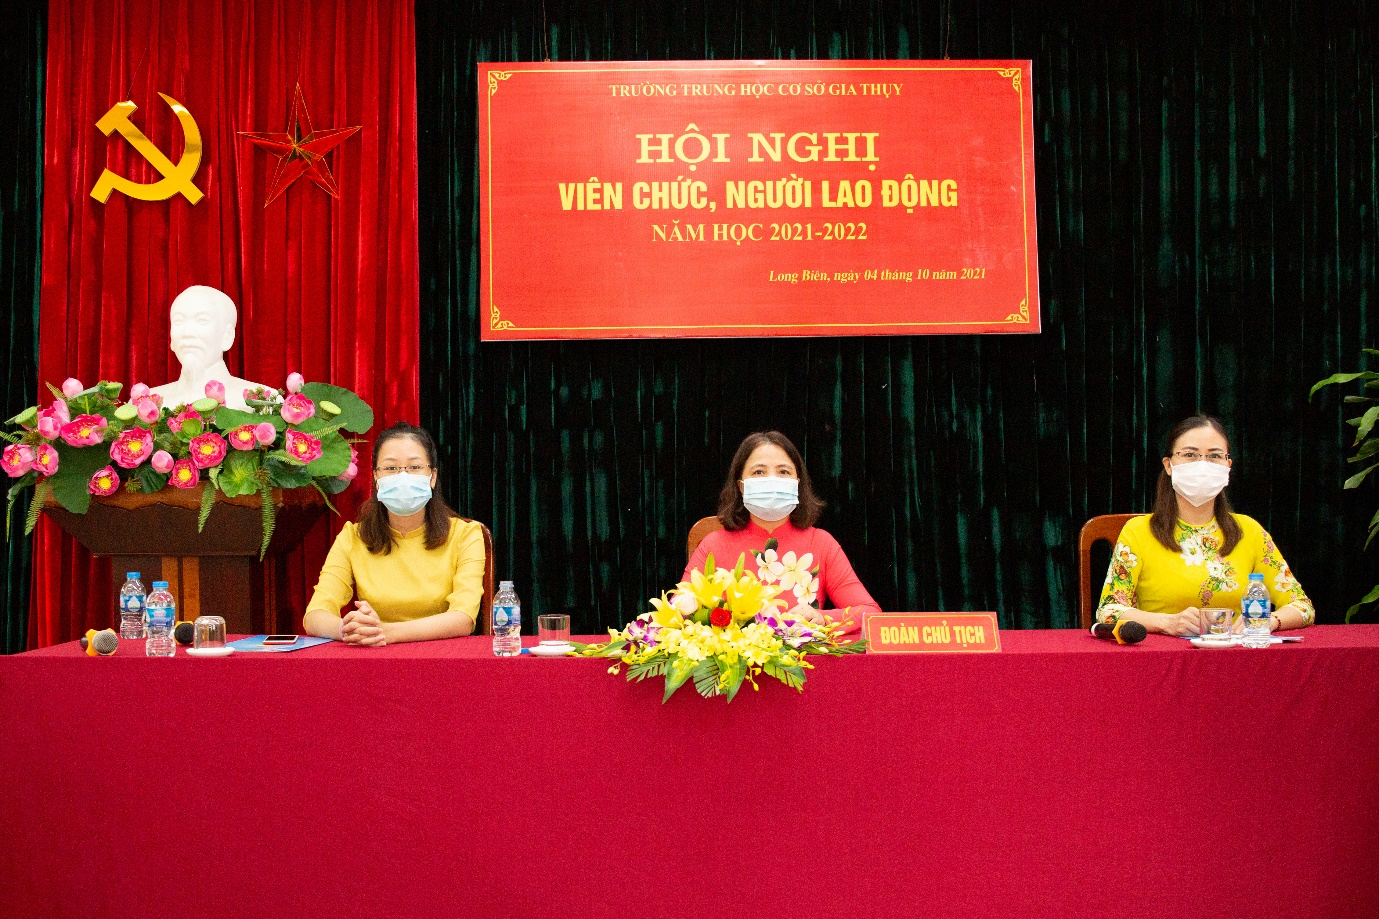 TRƯỜNG TRUNG HỌC CƠ SỞ GIA THỤY
HỘI NGHỊ
VIÊN CHỨC, NGƯỜI LAO ĐỘNG
NĂM HỌC 2021-2022
Long Biên, ngày 04 tháng 10 năm 2021
ĐOÀN CHỦ TỊCH